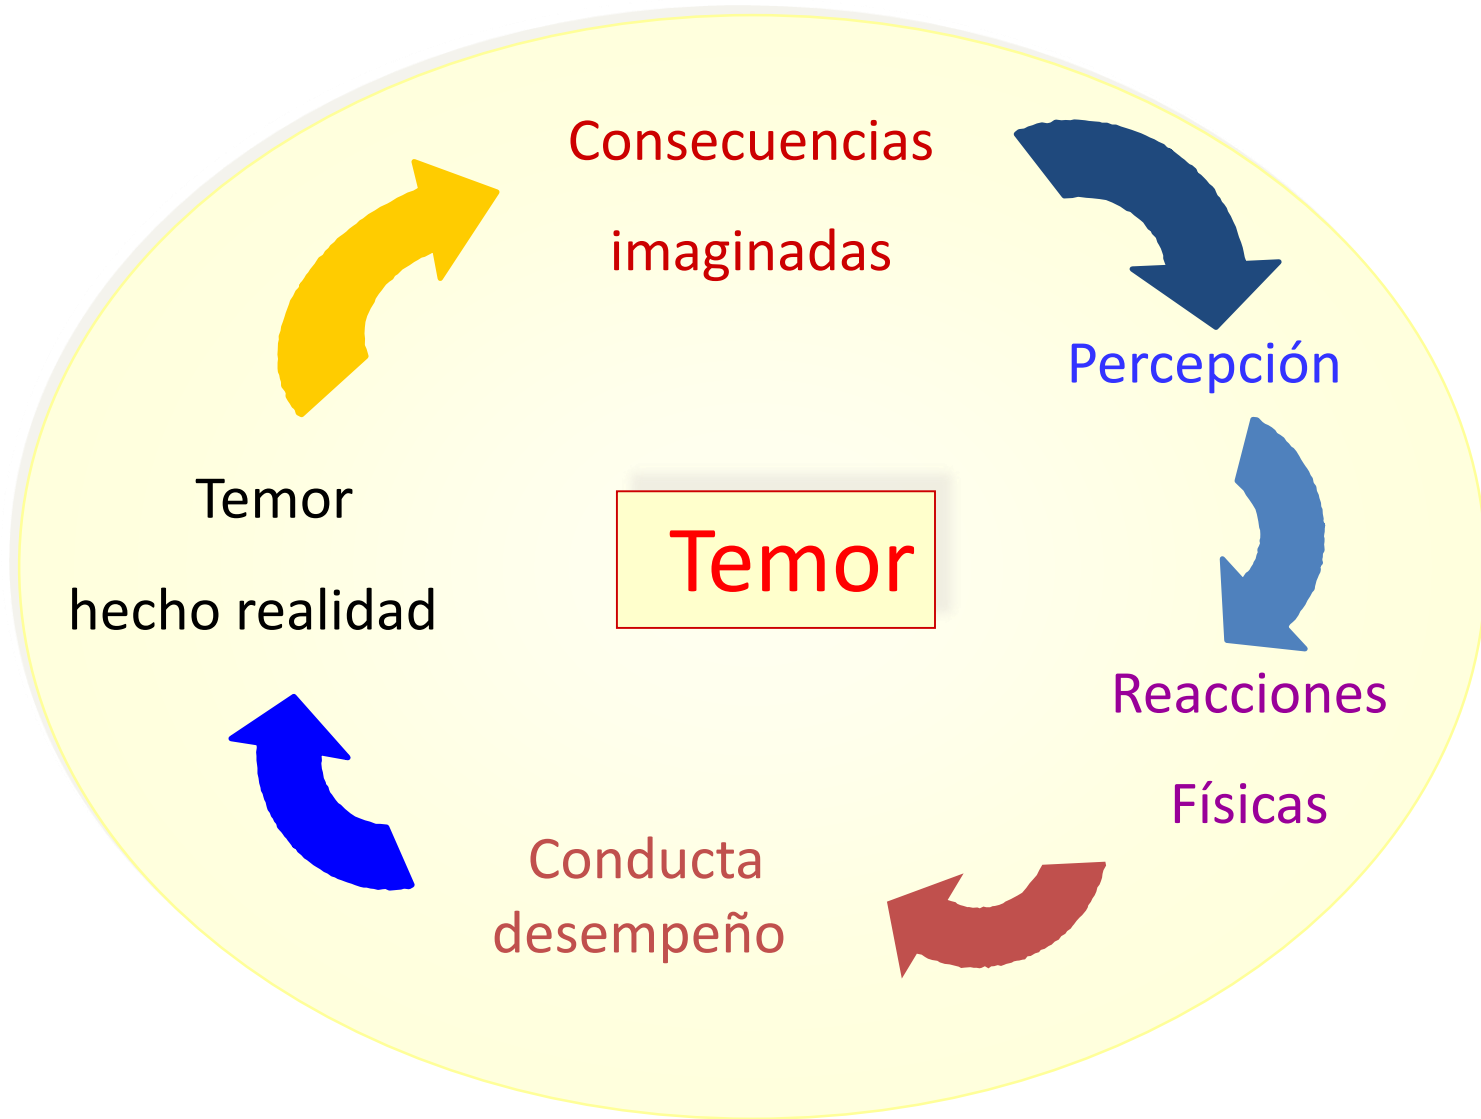 Consecuencias
imaginadas
Percepción
Temor
hecho realidad
Temor
Reacciones
Físicas
Conducta
desempeño